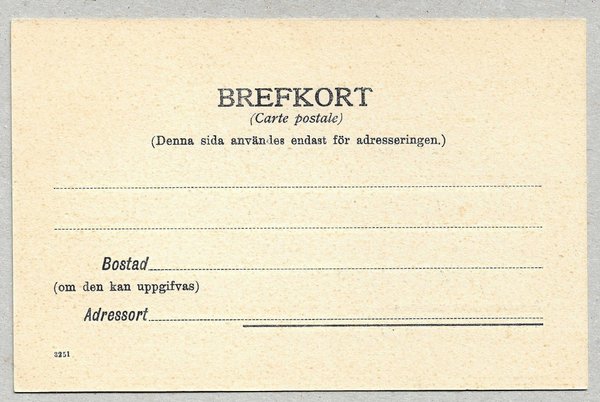 BREFKORT
(Carte postale)
(Denna sida användes endast för adresseringen.)
Bostad
(om den kan uppgifvas)
Adressort
3251